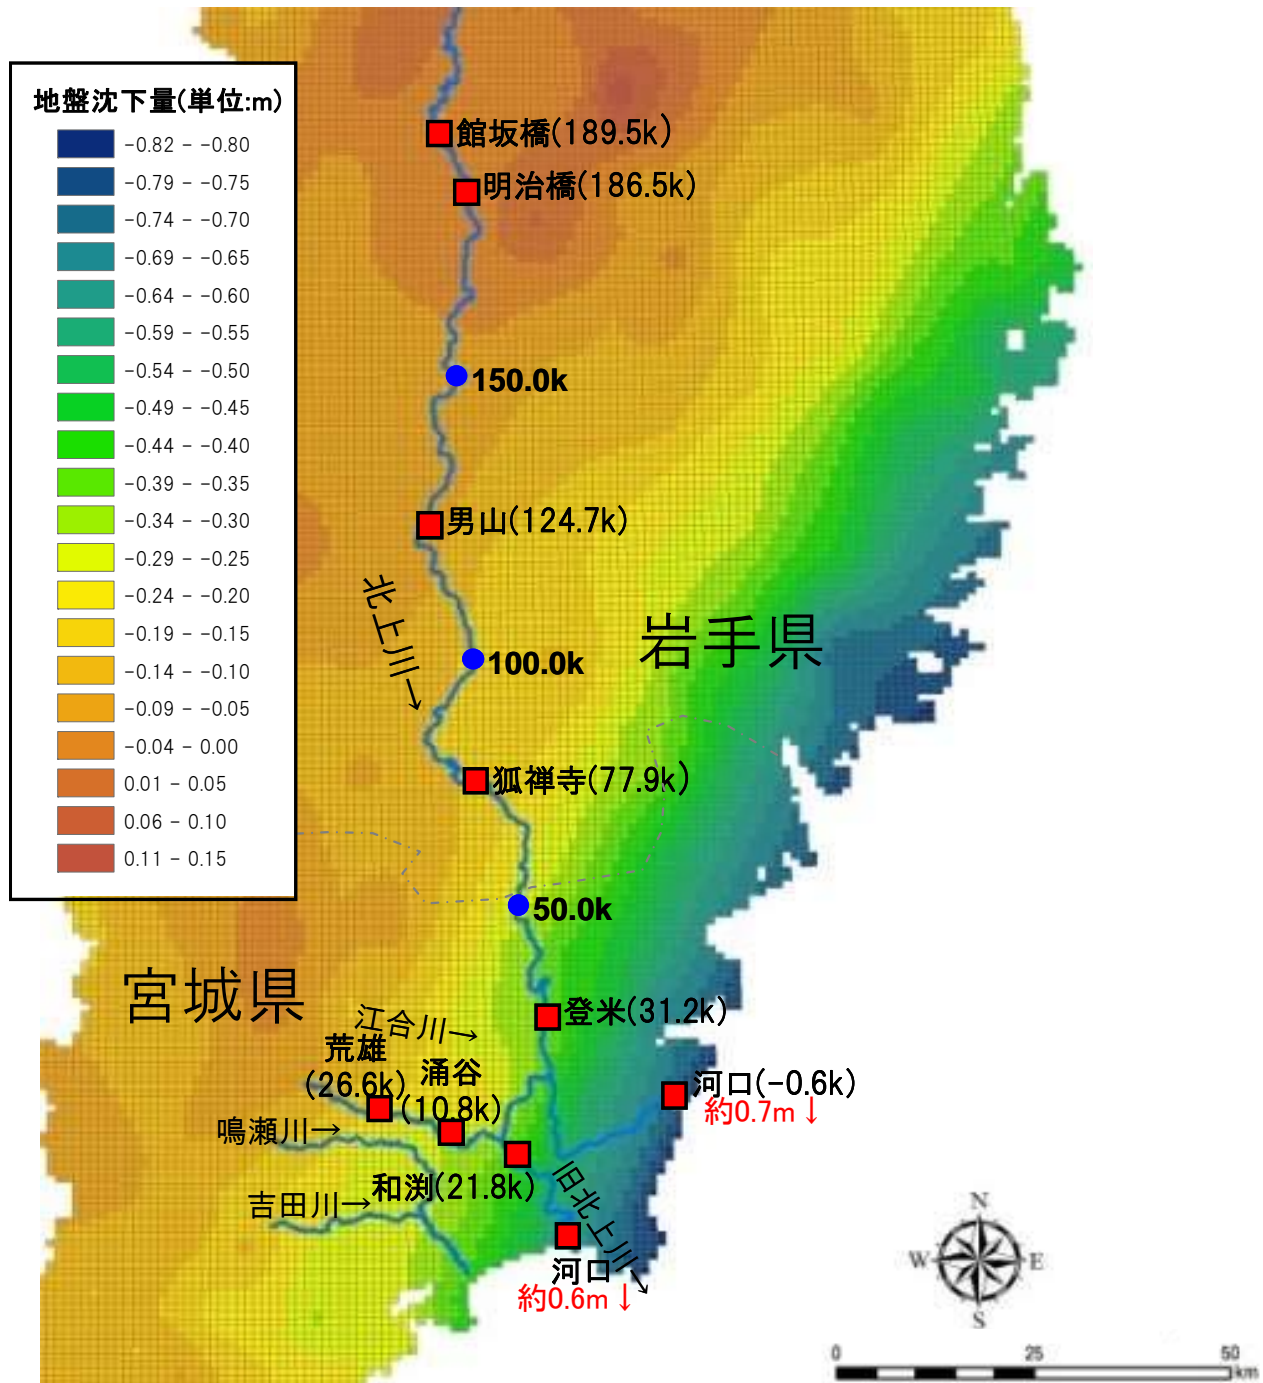 地盤沈下量(単位:m)
-0.82 - -0.80
-0.79 - -0.75
-0.74 - -0.70
-0.69 - -0.65
-0.64 - -0.60
-0.59 - -0.55
-0.54 - -0.50
-0.49 - -0.45
-0.44 - -0.40
-0.39 - -0.35
-0.34 - -0.30
-0.29 - -0.25
-0.24 - -0.20
-0.19 - -0.15
-0.14 - -0.10
-0.09 - -0.05
-0.04 - 0.00
0.01 - 0.05
0.06 - 0.10
0.11 - 0.15
館坂橋(189.5k)
明治橋(186.5k)
150.0k
男山(124.7k)
北上川→
岩手県
100.0k
狐禅寺(77.9k)
50.0k
宮城県
登米(31.2k)
江合川→
荒雄
(26.6k)
涌谷
(10.8k)
河口(-0.6k)
約0.7m↓
鳴瀬川→
和渕(21.8k)
吉田川→
旧北上川→
河口
約0.6m↓
N
W
E
S
0
25
50
km